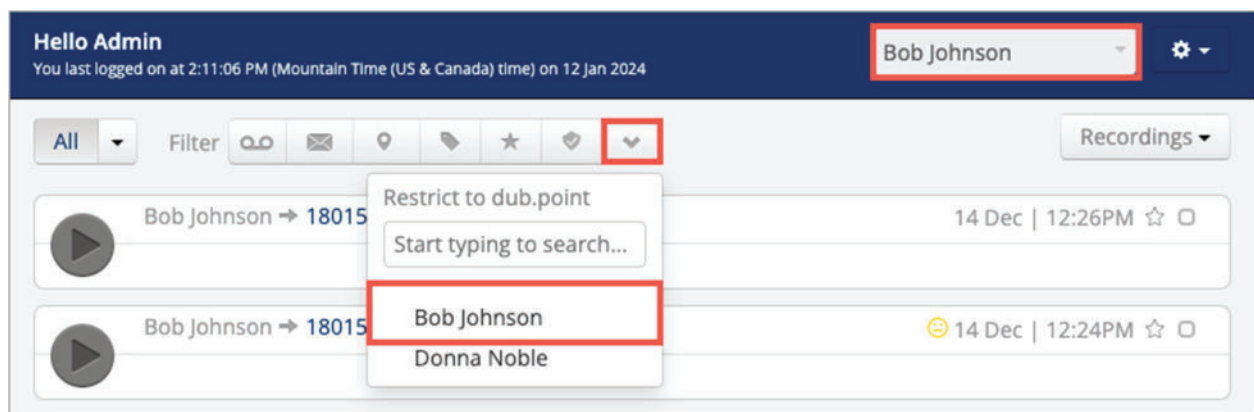 Hello Admin
You last logged on at 2:11:06 PM (Mountain Time (US & Canada) time) on 12 Jan 2024
Bob Johnson
All
Filter
Recordings
Restrict to dub.point
Start typing to search...
Bob Johnson
Donna Noble
Bob Johnson → 18015
14 Dec | 12:26PM
Bob Johnson → 18015
14 Dec | 12:24PM